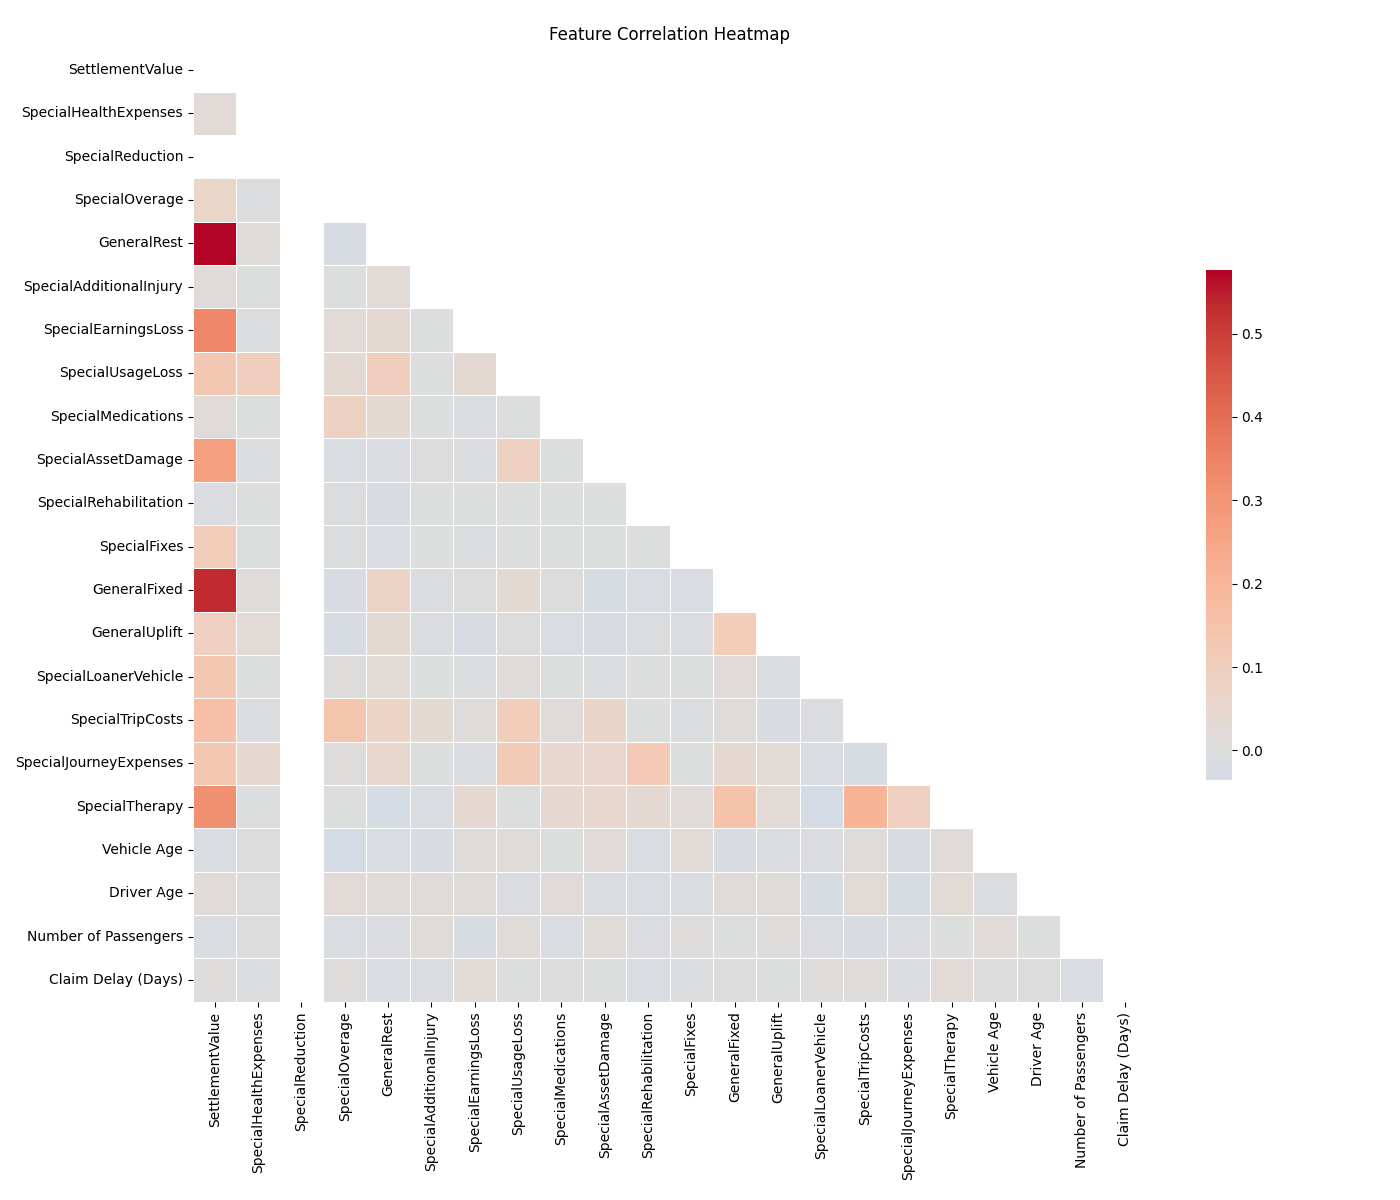 Feature Correlation Heatmap
SettlementValue
SpecialHealthExpenses
SpecialReduction
SpecialOverage
GeneralRest
SpecialAdditionalInjury
SpecialEarningsLoss
SpecialUsageLoss
SpecialMedications
SpecialAssetDamage
SpecialRehabilitation
SpecialFixes
GeneralFixed
GeneralUplift
SpecialLoanerVehicle
SpecialTripCosts
SpecialJourneyExpenses
SpecialTherapy
Vehicle Age
Driver Age
Number of Passengers
Claim Delay (Days)
SettlementValue
SpecialHealthExpenses
SpecialReduction
SpecialOverage
GeneralRest
SpecialAdditionalInjury
SpecialEarningsLoss
SpecialUsageLoss
SpecialMedications
SpecialAssetDamage
SpecialRehabilitation
SpecialFixes
GeneralFixed
GeneralUplift
SpecialLoanerVehicle
SpecialTripCosts
SpecialJourneyExpenses
SpecialTherapy
Vehicle Age
Driver Age
Number of Passengers
Claim Delay (Days)
0.5
0.4
0.3
0.2
0.1
0.0